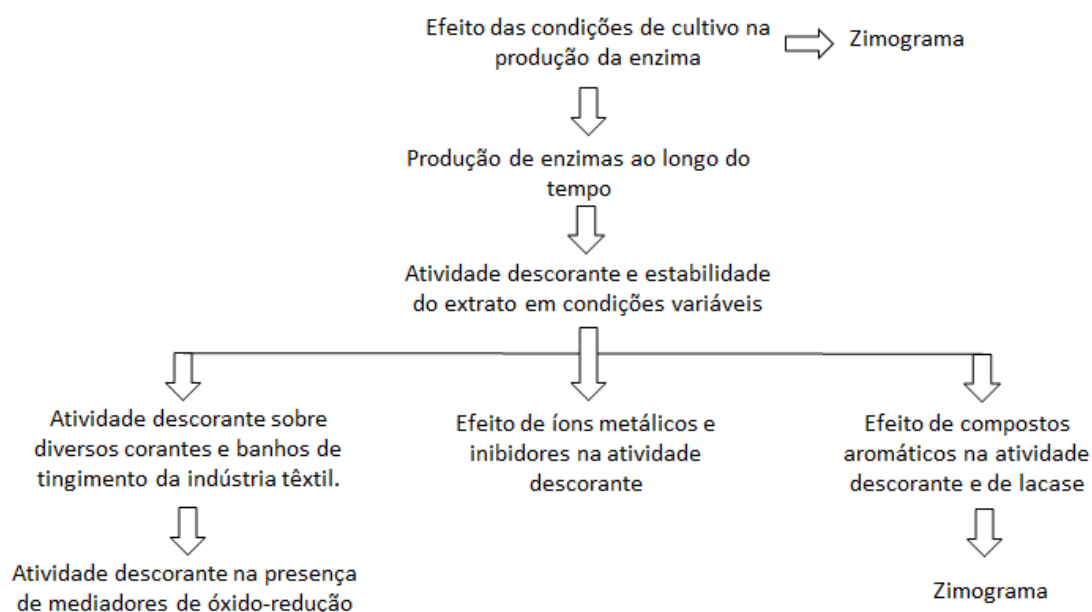 Efeito das condições de cultivo na
produção da enzima
Zimograma
Produção de enzimas ao longo do
tempo
Atividade descorante e estabilidade
do extrato em condições variáveis
Atividade descorante sobre
diversos corantes e banhos de
tingimento da indústria têxtil.
Efeito de íons metálicos e
inibidores na atividade
descorante
Efeito de compostos
aromáticos na atividade
descorante e de lacase
Atividade descorante na presença
de mediadores de óxido-redução
Zimograma